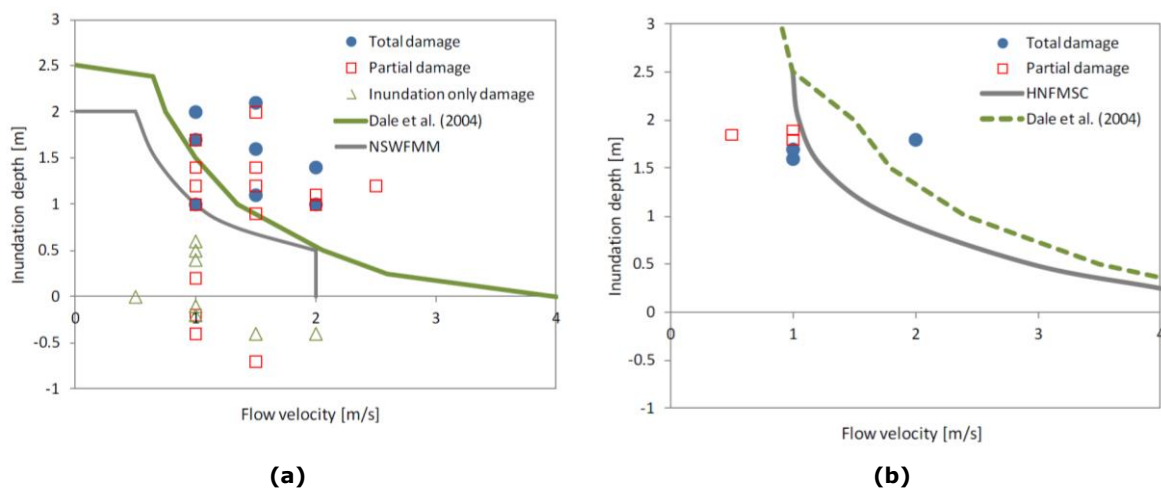 3
2.5
2
1.5
1
0.5
0
-0.5
-1
0
1
2
3
4
Inundation depth [m]
Flow velocity [m/s]
Total damage
Partial damage
Inundation only damage
Dale et al. (2004)
NSWFMM
(a)
3
2.5
2
1.5
1
0.5
0
-0.5
-1
0
1
2
3
4
Inundation depth [m]
Flow velocity [m/s]
Total damage
Partial damage
HNFMSC
Dale et al. (2004)
(b)